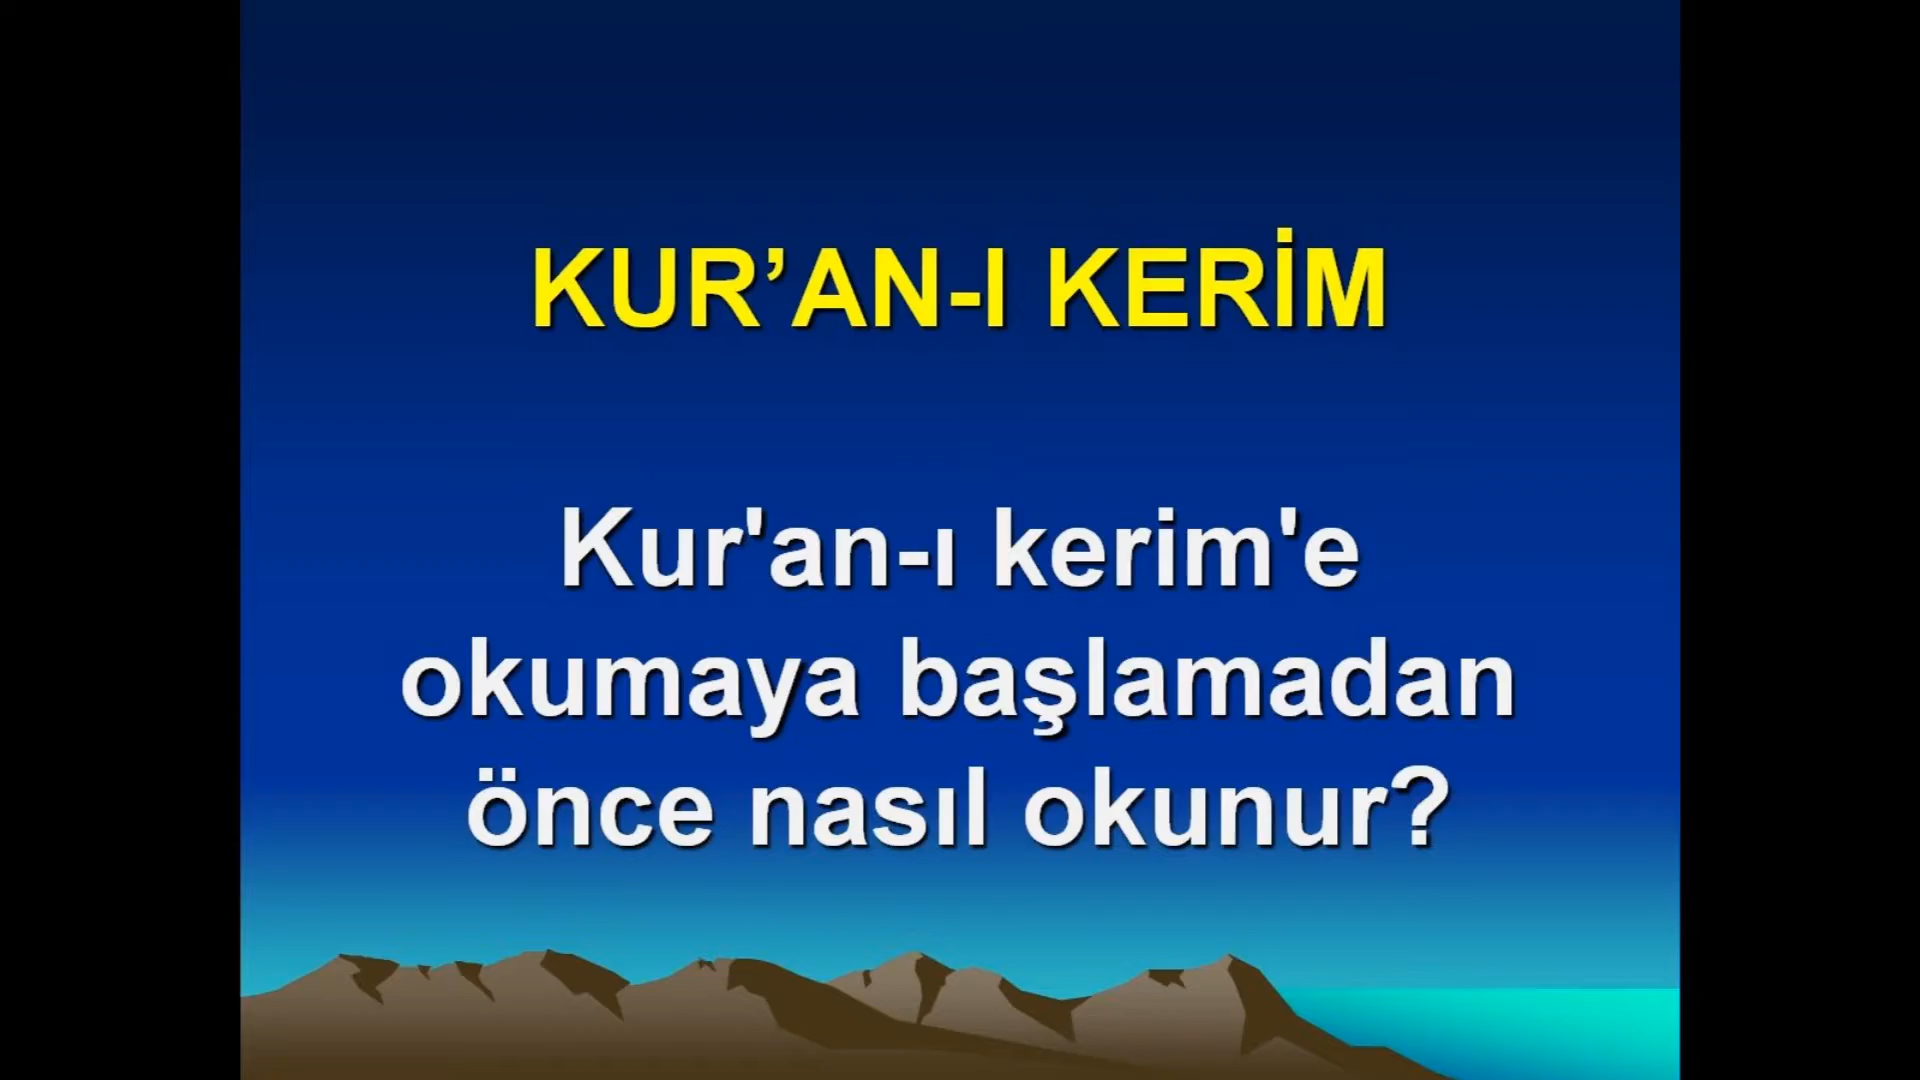 KUR’AN-I KERİM
Kur'an-ı kerim'e
okumaya başlamadan
önce nasıl okunur?